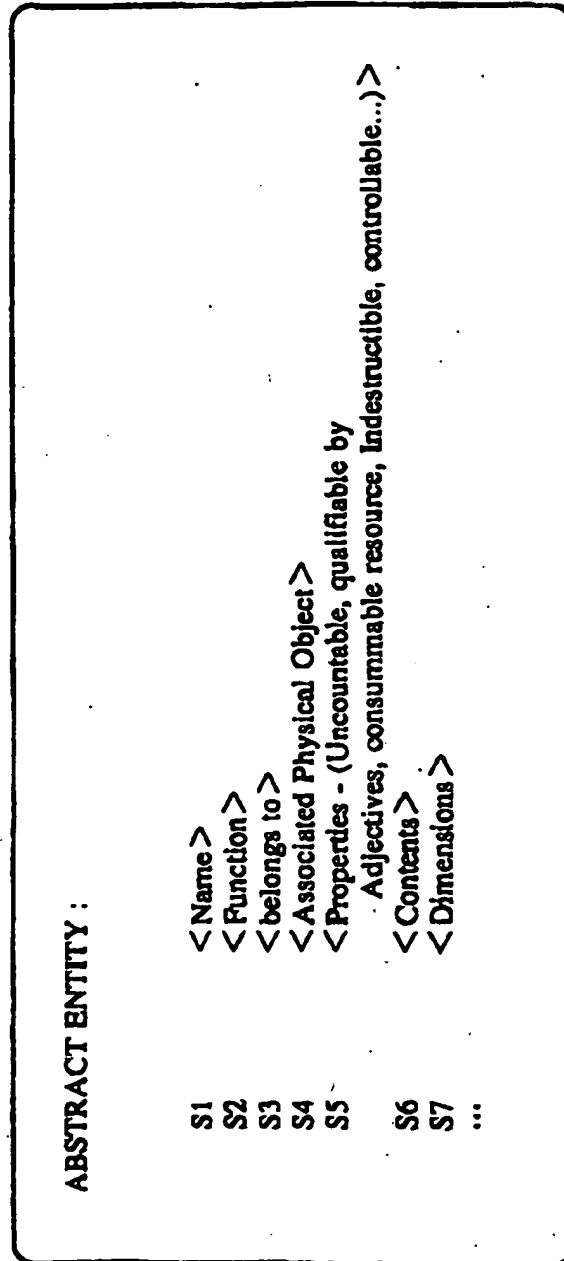 ABSTRACT ENTITY :
S1 <Name>
S2 <Function>
S3 <belongs to>
S4 <Associated Physical Object>
S5 <Properties - (Uncountable, qualifiable by
Adjectives, consummable resource, Indestructible, controllable...)>
S6 <Contents>
S7 <Dimensions>
...